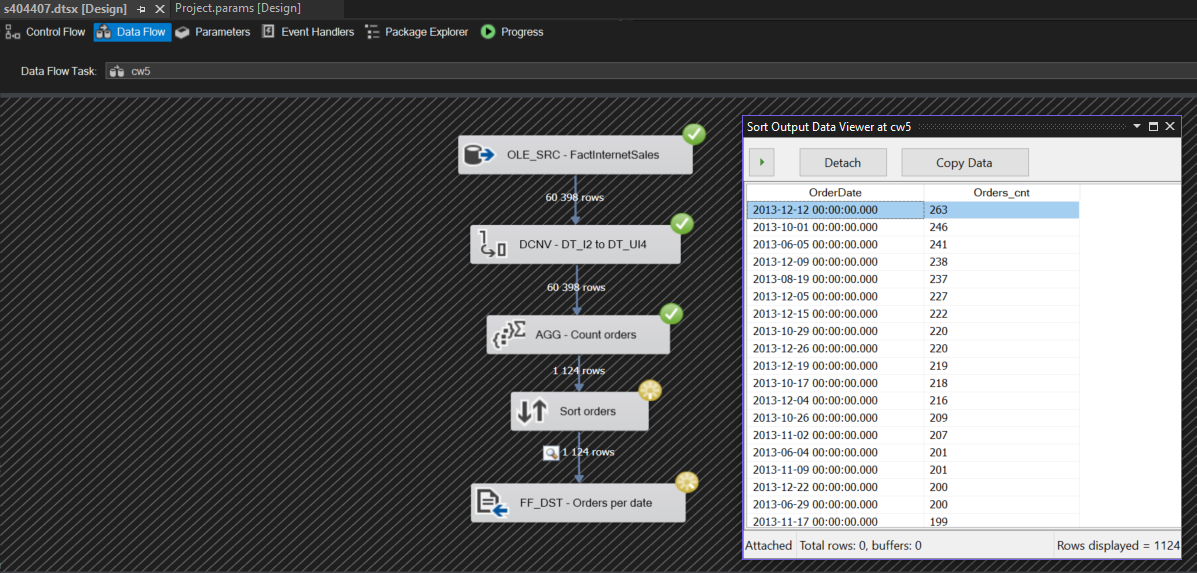 s404407.dtsx [Design] Project.params [Design]
Control Flow Data Flow Parameters Event Handlers Package Explorer Progress
Data Flow Task: cw5
OLE_SRC - FactInternetSales
60 398 rows
DCNV - DT_I2 to DT_UI4
60 398 rows
AGG - Count orders
1 124 rows
Sort orders
1 124 rows
FF_DST - Orders per date
Sort Output Data Viewer at cw5
Detach Copy Data
OrderDate Orders_cnt
2013-12-12 00:00:00.000 263
2013-10-01 00:00:00.000 246
2013-06-05 00:00:00.000 241
2013-12-09 00:00:00.000 238
2013-08-19 00:00:00.000 237
2013-12-05 00:00:00.000 227
2013-12-15 00:00:00.000 222
2013-10-29 00:00:00.000 220
2013-12-26 00:00:00.000 220
2013-12-19 00:00:00.000 219
2013-10-17 00:00:00.000 218
2013-12-04 00:00:00.000 216
2013-10-26 00:00:00.000 209
2013-11-02 00:00:00.000 207
2013-06-04 00:00:00.000 201
2013-11-09 00:00:00.000 201
2013-12-22 00:00:00.000 200
2013-06-29 00:00:00.000 200
2013-11-17 00:00:00.000 199
Attached Total rows: 0, buffers: 0 Rows displayed = 1124